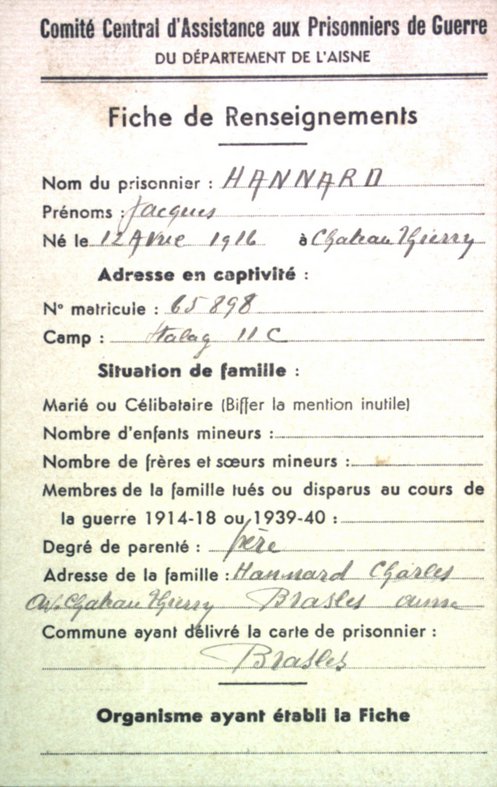 Comité Central d'Assistance aux Prisonniers de Guerre
DU DÉPARTEMENT DE L'AISNE
Fiche de Renseignements
Nom du prisonnier : HANNARD
Prénoms : Jacques
Né le 12 Avril 1916 à Chateau Thierry
Adresse en captivité :
N° matricule : 65898
Camp : Stalag II C
Situation de famille :
Marié ou Célibataire (Biffer la mention inutile)
Nombre d'enfants mineurs :
Nombre de frères et sœurs mineurs :
Membres de la famille tués ou disparus au cours de
la guerre 1914-18 ou 1939-40 :
Degré de parenté : père
Adresse de la famille : Hannard Charles
Av. Chateau Thierry Brasles Aisne
Commune ayant délivré la carte de prisonnier :
Brasles
Organisme ayant établi la Fiche